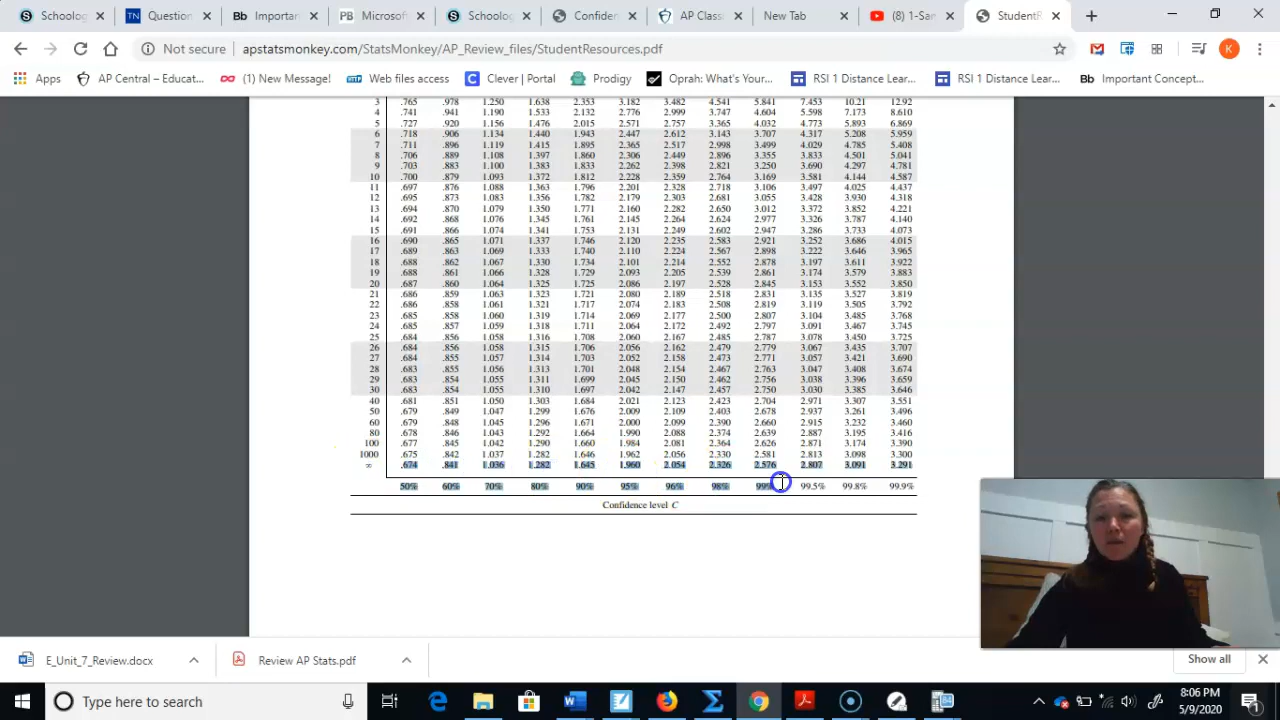 Schoolog
Question
Importan
Microsof
Schoolog
Confiden
AP Class
New Tab
(8) 1-San
StudentR
Not secure
apstatsmonkey.com/StatsMonkey/AP_Review_files/StudentResources.pdf
K
Apps
AP Central – Educat...
(1) New Message!
Web files access
Clever | Portal
Prodigy
Oprah: What's Your...
RSI 1 Distance Lear...
RSI 1 Distance Lear...
Important Concept...
3 .765 .978 1.250 1.638 2.353 3.182 3.482 4.541 5.841 7.453 10.21 12.92
4 .741 .941 1.190 1.533 2.132 2.776 2.999 3.747 4.604 5.598 7.173 8.610
5 .727 .920 1.156 1.476 2.015 2.571 2.757 3.365 4.032 4.773 5.893 6.869
6 .718 .906 1.134 1.440 1.943 2.447 2.612 3.143 3.707 4.317 5.208 5.959
7 .711 .896 1.119 1.415 1.895 2.365 2.517 2.998 3.499 4.029 4.785 5.408
8 .706 .889 1.108 1.397 1.860 2.306 2.449 2.896 3.355 3.833 4.501 5.041
9 .703 .883 1.100 1.383 1.833 2.262 2.398 2.821 3.250 3.690 4.297 4.781
10 .700 .879 1.093 1.372 1.812 2.228 2.359 2.764 3.169 3.581 4.144 4.587
11 .697 .876 1.088 1.363 1.796 2.201 2.328 2.718 3.106 3.497 4.025 4.437
12 .695 .873 1.083 1.356 1.782 2.179 2.303 2.681 3.055 3.428 3.930 4.318
13 .694 .870 1.079 1.350 1.771 2.160 2.282 2.650 3.012 3.372 3.852 4.221
14 .692 .868 1.076 1.345 1.761 2.145 2.264 2.624 2.977 3.326 3.787 4.140
15 .691 .866 1.074 1.341 1.753 2.131 2.249 2.602 2.947 3.286 3.733 4.073
16 .690 .865 1.071 1.337 1.746 2.120 2.235 2.583 2.921 3.252 3.686 4.015
17 .689 .863 1.069 1.333 1.740 2.110 2.224 2.567 2.898 3.222 3.646 3.965
18 .688 .862 1.067 1.330 1.734 2.101 2.214 2.552 2.878 3.197 3.611 3.922
19 .688 .861 1.066 1.328 1.729 2.093 2.205 2.539 2.861 3.174 3.579 3.883
20 .687 .860 1.064 1.325 1.725 2.086 2.197 2.528 2.845 3.153 3.552 3.850
21 .686 .859 1.063 1.323 1.721 2.080 2.189 2.518 2.831 3.135 3.527 3.819
22 .686 .858 1.061 1.321 1.717 2.074 2.183 2.508 2.819 3.119 3.505 3.792
23 .685 .858 1.060 1.319 1.714 2.069 2.177 2.500 2.807 3.104 3.485 3.768
24 .685 .857 1.059 1.318 1.711 2.064 2.172 2.492 2.797 3.091 3.467 3.745
25 .684 .856 1.058 1.316 1.708 2.060 2.167 2.485 2.787 3.078 3.450 3.725
26 .684 .856 1.058 1.315 1.706 2.056 2.162 2.479 2.779 3.067 3.435 3.707
27 .684 .855 1.057 1.314 1.703 2.052 2.158 2.473 2.771 3.057 3.421 3.690
28 .683 .855 1.056 1.313 1.701 2.048 2.154 2.467 2.763 3.047 3.408 3.674
29 .683 .854 1.055 1.311 1.699 2.045 2.150 2.462 2.756 3.038 3.396 3.659
30 .683 .854 1.055 1.310 1.697 2.042 2.147 2.457 2.750 3.030 3.385 3.646
40 .681 .851 1.050 1.303 1.684 2.021 2.123 2.423 2.704 2.971 3.307 3.551
50 .679 .849 1.047 1.299 1.676 2.009 2.109 2.403 2.678 2.937 3.261 3.496
60 .679 .848 1.045 1.296 1.671 2.000 2.099 2.390 2.660 2.915 3.232 3.460
80 .678 .846 1.043 1.292 1.664 1.990 2.088 2.374 2.639 2.887 3.195 3.416
100 .677 .845 1.042 1.290 1.660 1.984 2.081 2.364 2.626 2.871 3.174 3.390
1000 .675 .842 1.037 1.282 1.646 1.962 2.056 2.330 2.581 2.813 3.098 3.300
∞ .674 .841 1.036 1.282 1.645 1.960 2.054 2.326 2.576 2.807 3.091 3.291
50% 60% 70% 80% 90% 95% 96% 98% 99% 99.5% 99.8% 99.9%
Confidence level C
E_Unit_7_Review.docx
Review AP Stats.pdf
Show all
Type here to search
8:06 PM
5/9/2020